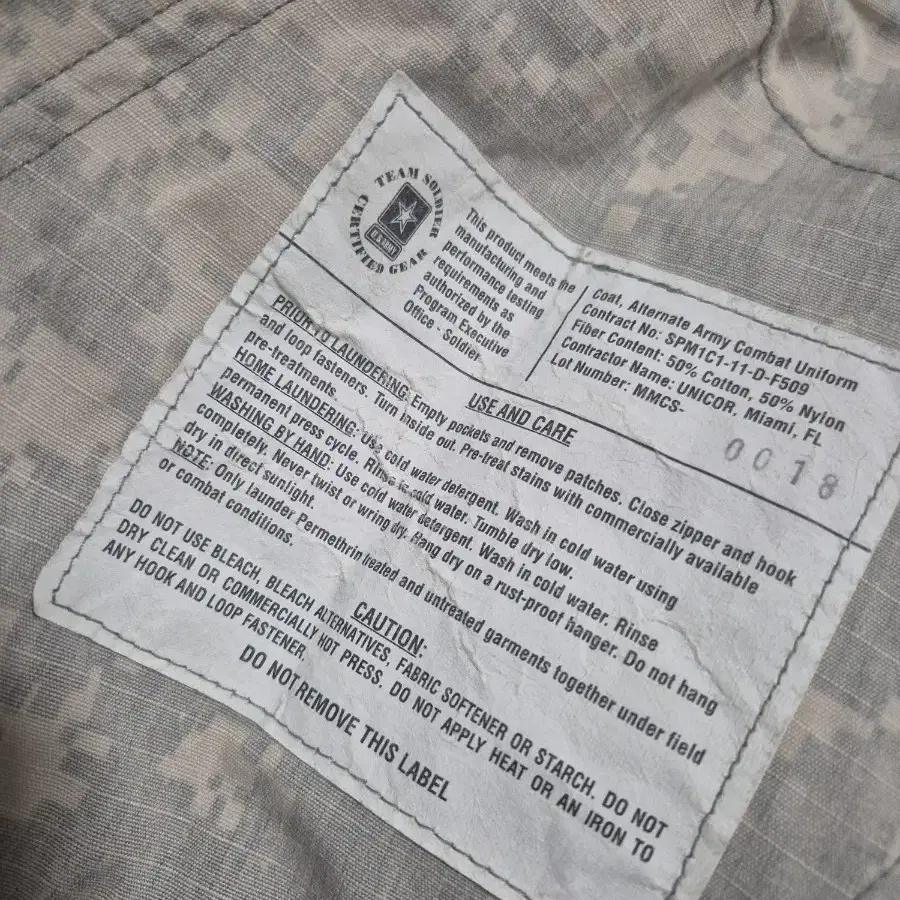 TEAM SOLDIER
CERTIFIED GEAR
U.S. ARMY
This product meets the
manufacturing and
performance testing
requirements as
authorized by the
Program Executive
Office - Soldier
Coat, Alternate Army Combat Uniform
Contract No: SPM1C1-11-D-F509
Fiber Content: 50% Cotton, 50% Nylon
Contractor Name: UNICOR, Miami, FL
Lot Number: MMCS-
0018
USE AND CARE
PRIOR TO LAUNDERING: Empty pockets and remove patches. Close zipper and hook
and loop fasteners. Turn inside out. Pre-treat stains with commercially available
pre-treatments.
HOME LAUNDERING: Use cold water detergent. Wash in cold water using
permanent press cycle. Rinse in cold water. Tumble dry low.
WASHING BY HAND: Use cold water detergent. Wash in cold water. Rinse
completely. Never twist or wring dry. Hang dry on a rust-proof hanger. Do not hang
dry in direct sunlight.
NOTE: Only launder Permethrin treated and untreated garments together under field
or combat conditions.
CAUTION:
DO NOT USE BLEACH, BLEACH ALTERNATIVES, FABRIC SOFTENER OR STARCH. DO NOT
DRY CLEAN OR COMMERCIALLY HOT PRESS. DO NOT APPLY HEAT OR AN IRON TO
ANY HOOK AND LOOP FASTENER.
DO NOT REMOVE THIS LABEL